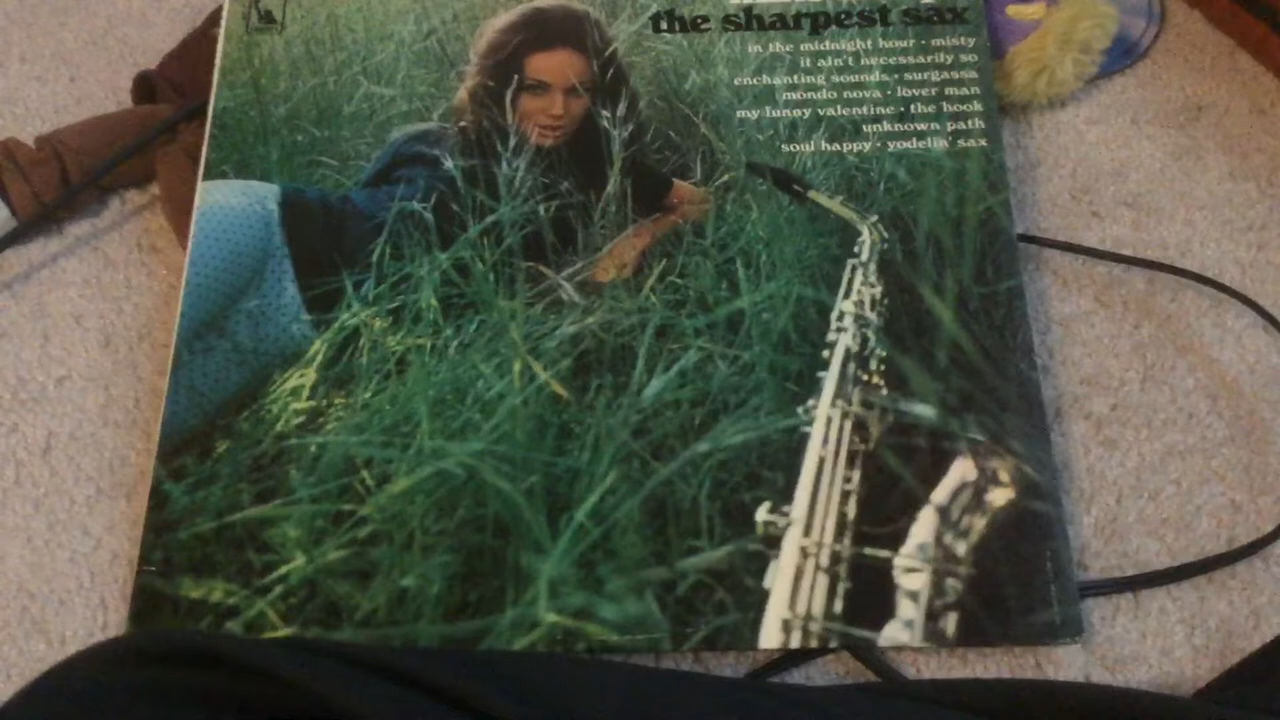 the sharpest sax
in the midnight hour • misty
it ain't necessarily so
enchanting sounds • surgassa
mondo nova • lover man
my funny valentine • the hook
unknown path
soul happy • yodelin' sax